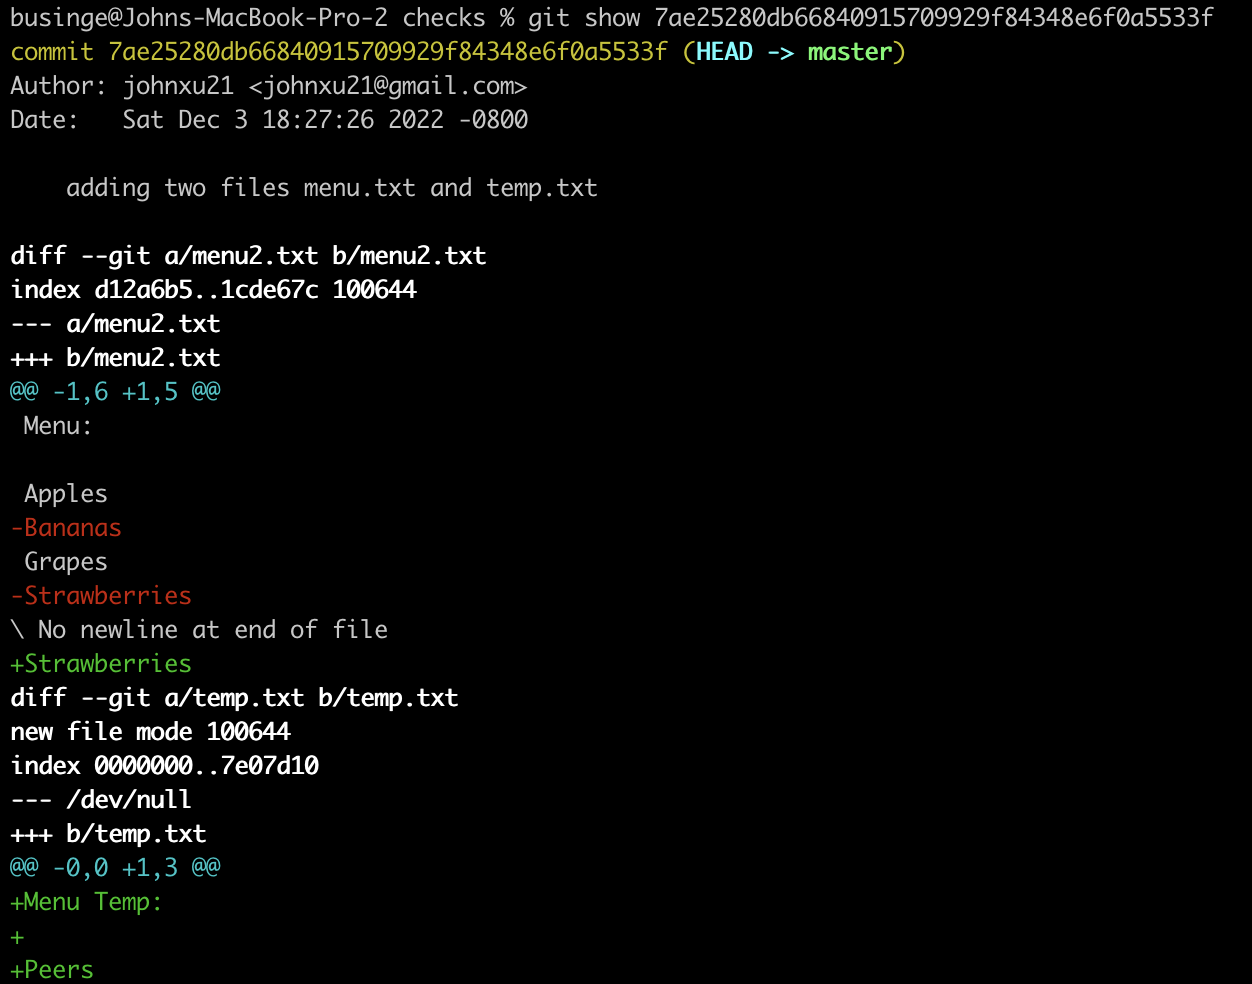 businge@Johns-MacBook-Pro-2 checks % git show 7ae25280db66840915709929f84348e6f0a5533f
commit 7ae25280db66840915709929f84348e6f0a5533f (HEAD -> master)
Author: johnxu21 <johnxu21@gmail.com>
Date:   Sat Dec 3 18:27:26 2022 -0800
    adding two files menu.txt and temp.txt
diff --git a/menu2.txt b/menu2.txt
index d12a6b5..1cde67c 100644
--- a/menu2.txt
+++ b/menu2.txt
@@ -1,6 +1,5 @@
 Menu:
 Apples
-Bananas
 Grapes
-Strawberries
\ No newline at end of file
+Strawberries
diff --git a/temp.txt b/temp.txt
new file mode 100644
index 0000000..7e07d10
--- /dev/null
+++ b/temp.txt
@@ -0,0 +1,3 @@
+Menu Temp:
+
+Peers